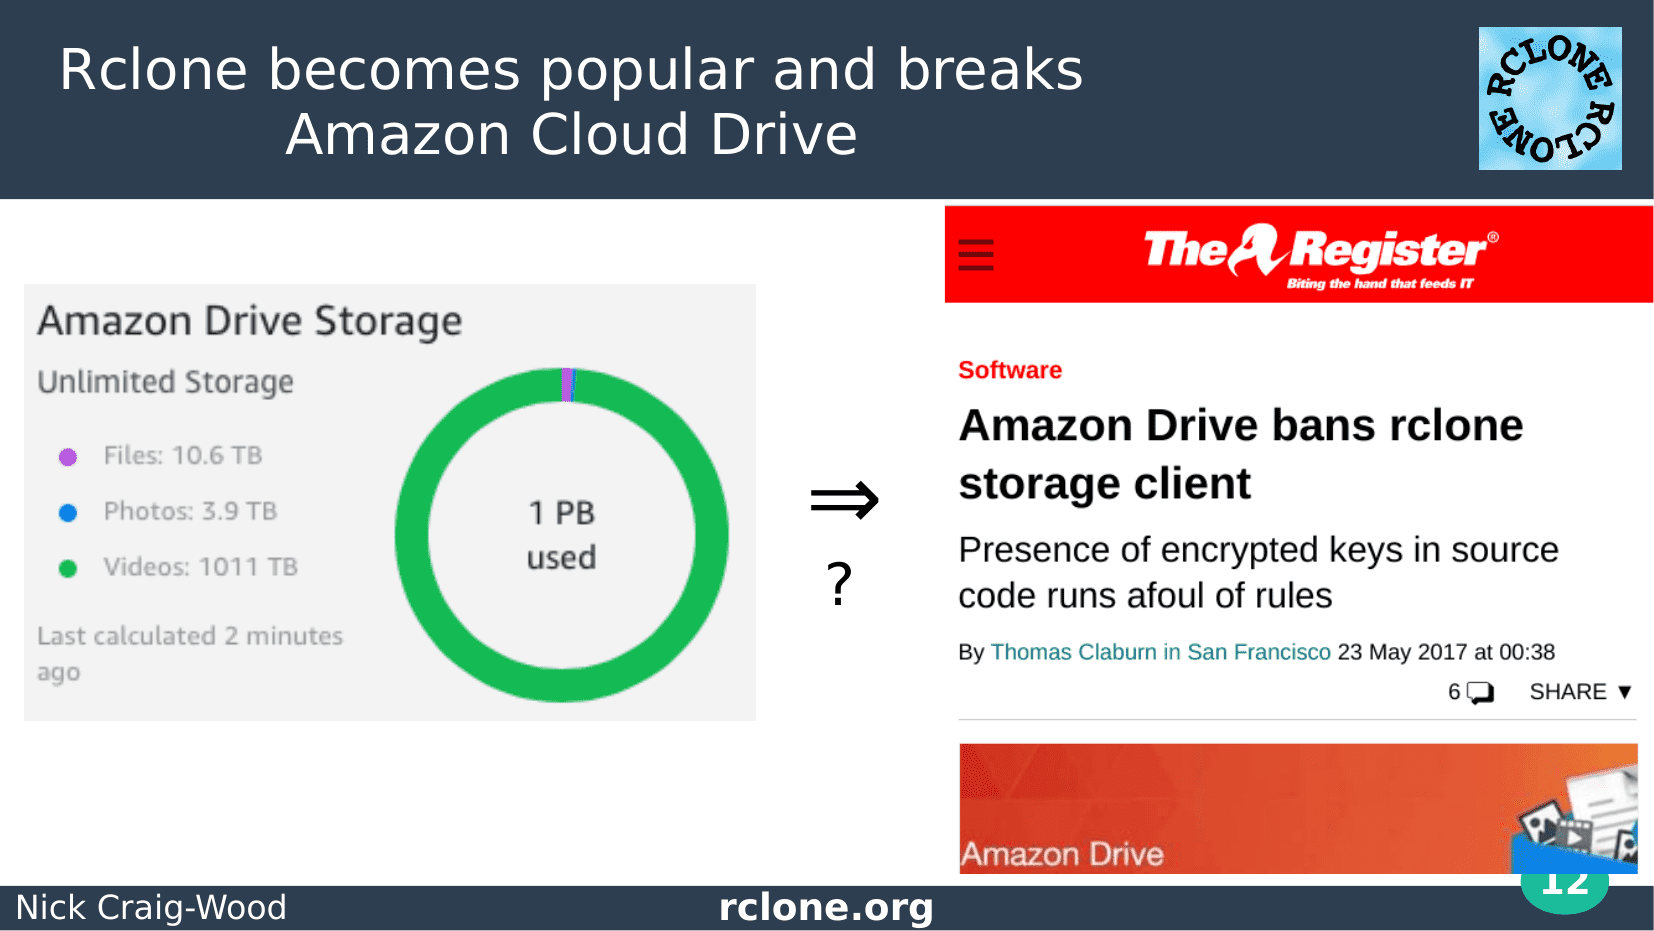 Rclone becomes popular and breaks
Amazon Cloud Drive
RCLONE RCLONE
Amazon Drive Storage
Unlimited Storage
Files: 10.6 TB
Photos: 3.9 TB
Videos: 1011 TB
Last calculated 2 minutes
ago
1 PB
used
⇒
?
The Register®
Biting the hand that feeds IT
Software
Amazon Drive bans rclone
storage client
Presence of encrypted keys in source
code runs afoul of rules
By Thomas Claburn in San Francisco 23 May 2017 at 00:38
6 SHARE ▼
Amazon Drive
Nick Craig-Wood
rclone.org
12